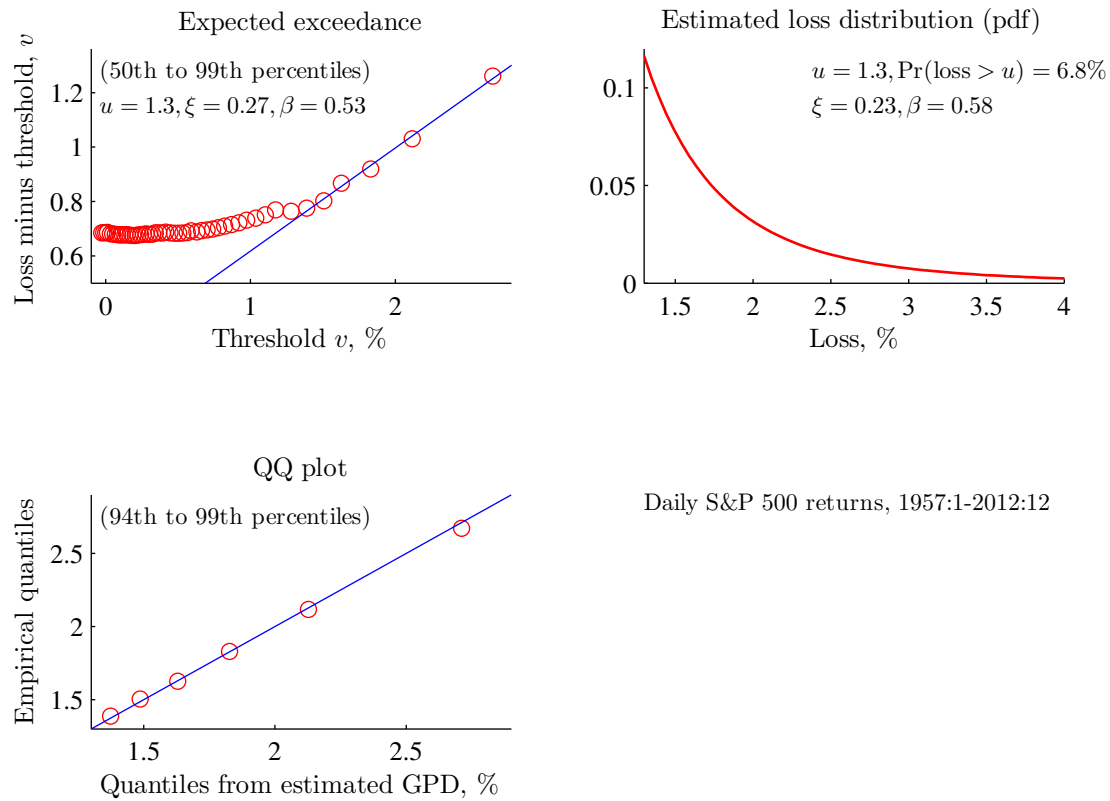 Expected exceedance
Loss minus threshold, v
(50th to 99th percentiles)
u = 1.3, ξ = 0.27, β = 0.53
1.2
1
0.8
0.6
0
1
2
Threshold v, %
Estimated loss distribution (pdf)
u = 1.3, Pr(loss > u) = 6.8%
ξ = 0.23, β = 0.58
0.1
0.05
0
1.5
2
2.5
3
3.5
4
Loss, %
QQ plot
Empirical quantiles
(94th to 99th percentiles)
2.5
2
1.5
1.5
2
2.5
Quantiles from estimated GPD, %
Daily S&P 500 returns, 1957:1-2012:12